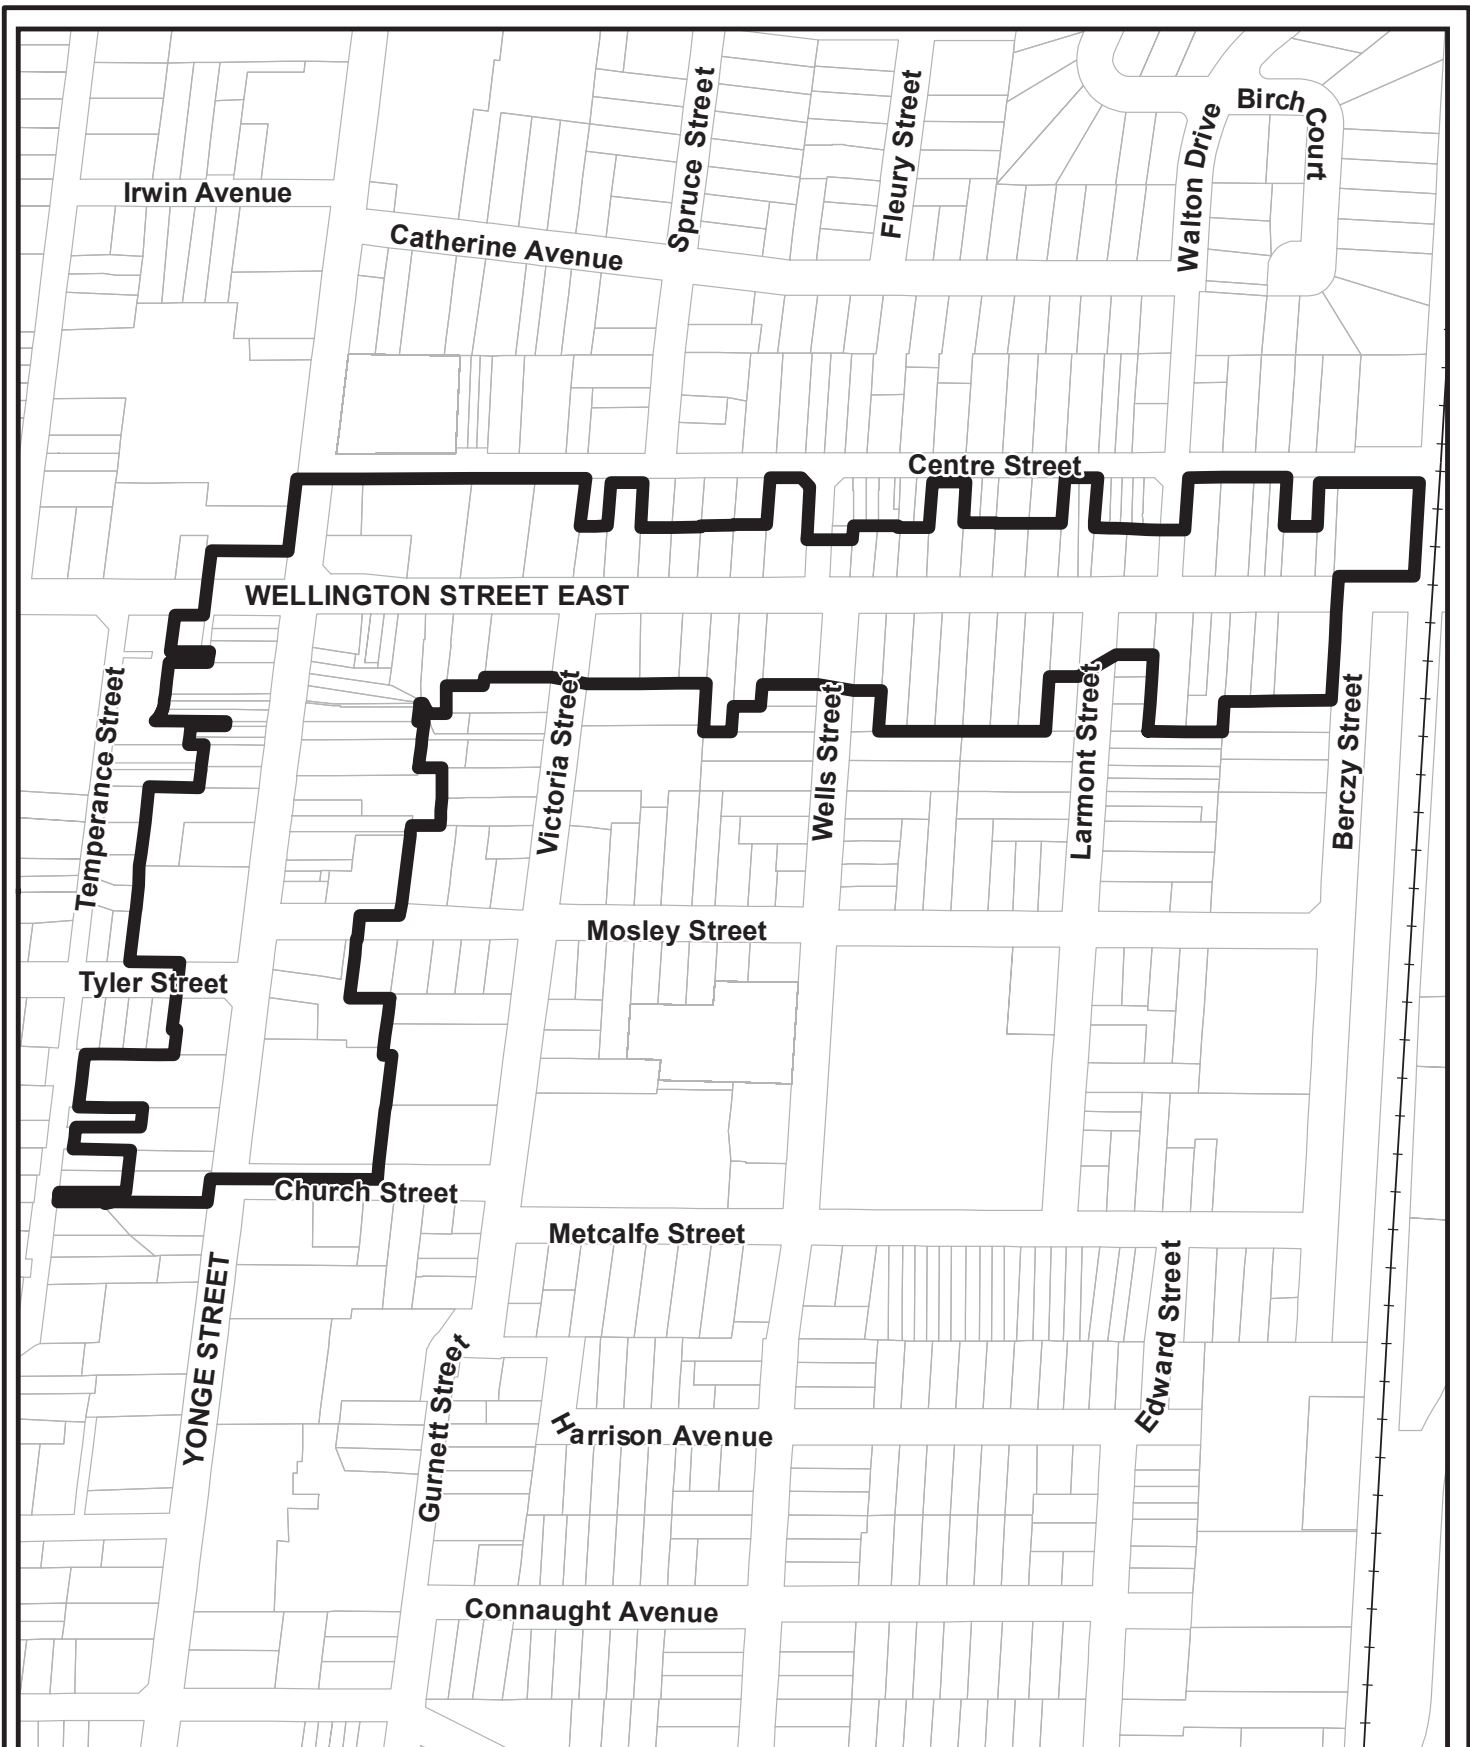 Birch Court
Spruce Street
Fleury Street
Walton Drive
Irwin Avenue
Catherine Avenue
Centre Street
WELLINGTON STREET EAST
Temperance Street
Victoria Street
Wells Street
Larmont Street
Berczy Street
Mosley Street
Tyler Street
Church Street
Metcalfe Street
YONGE STREET
Edward Street
Gurnett Street
Harrison Avenue
Connaught Avenue